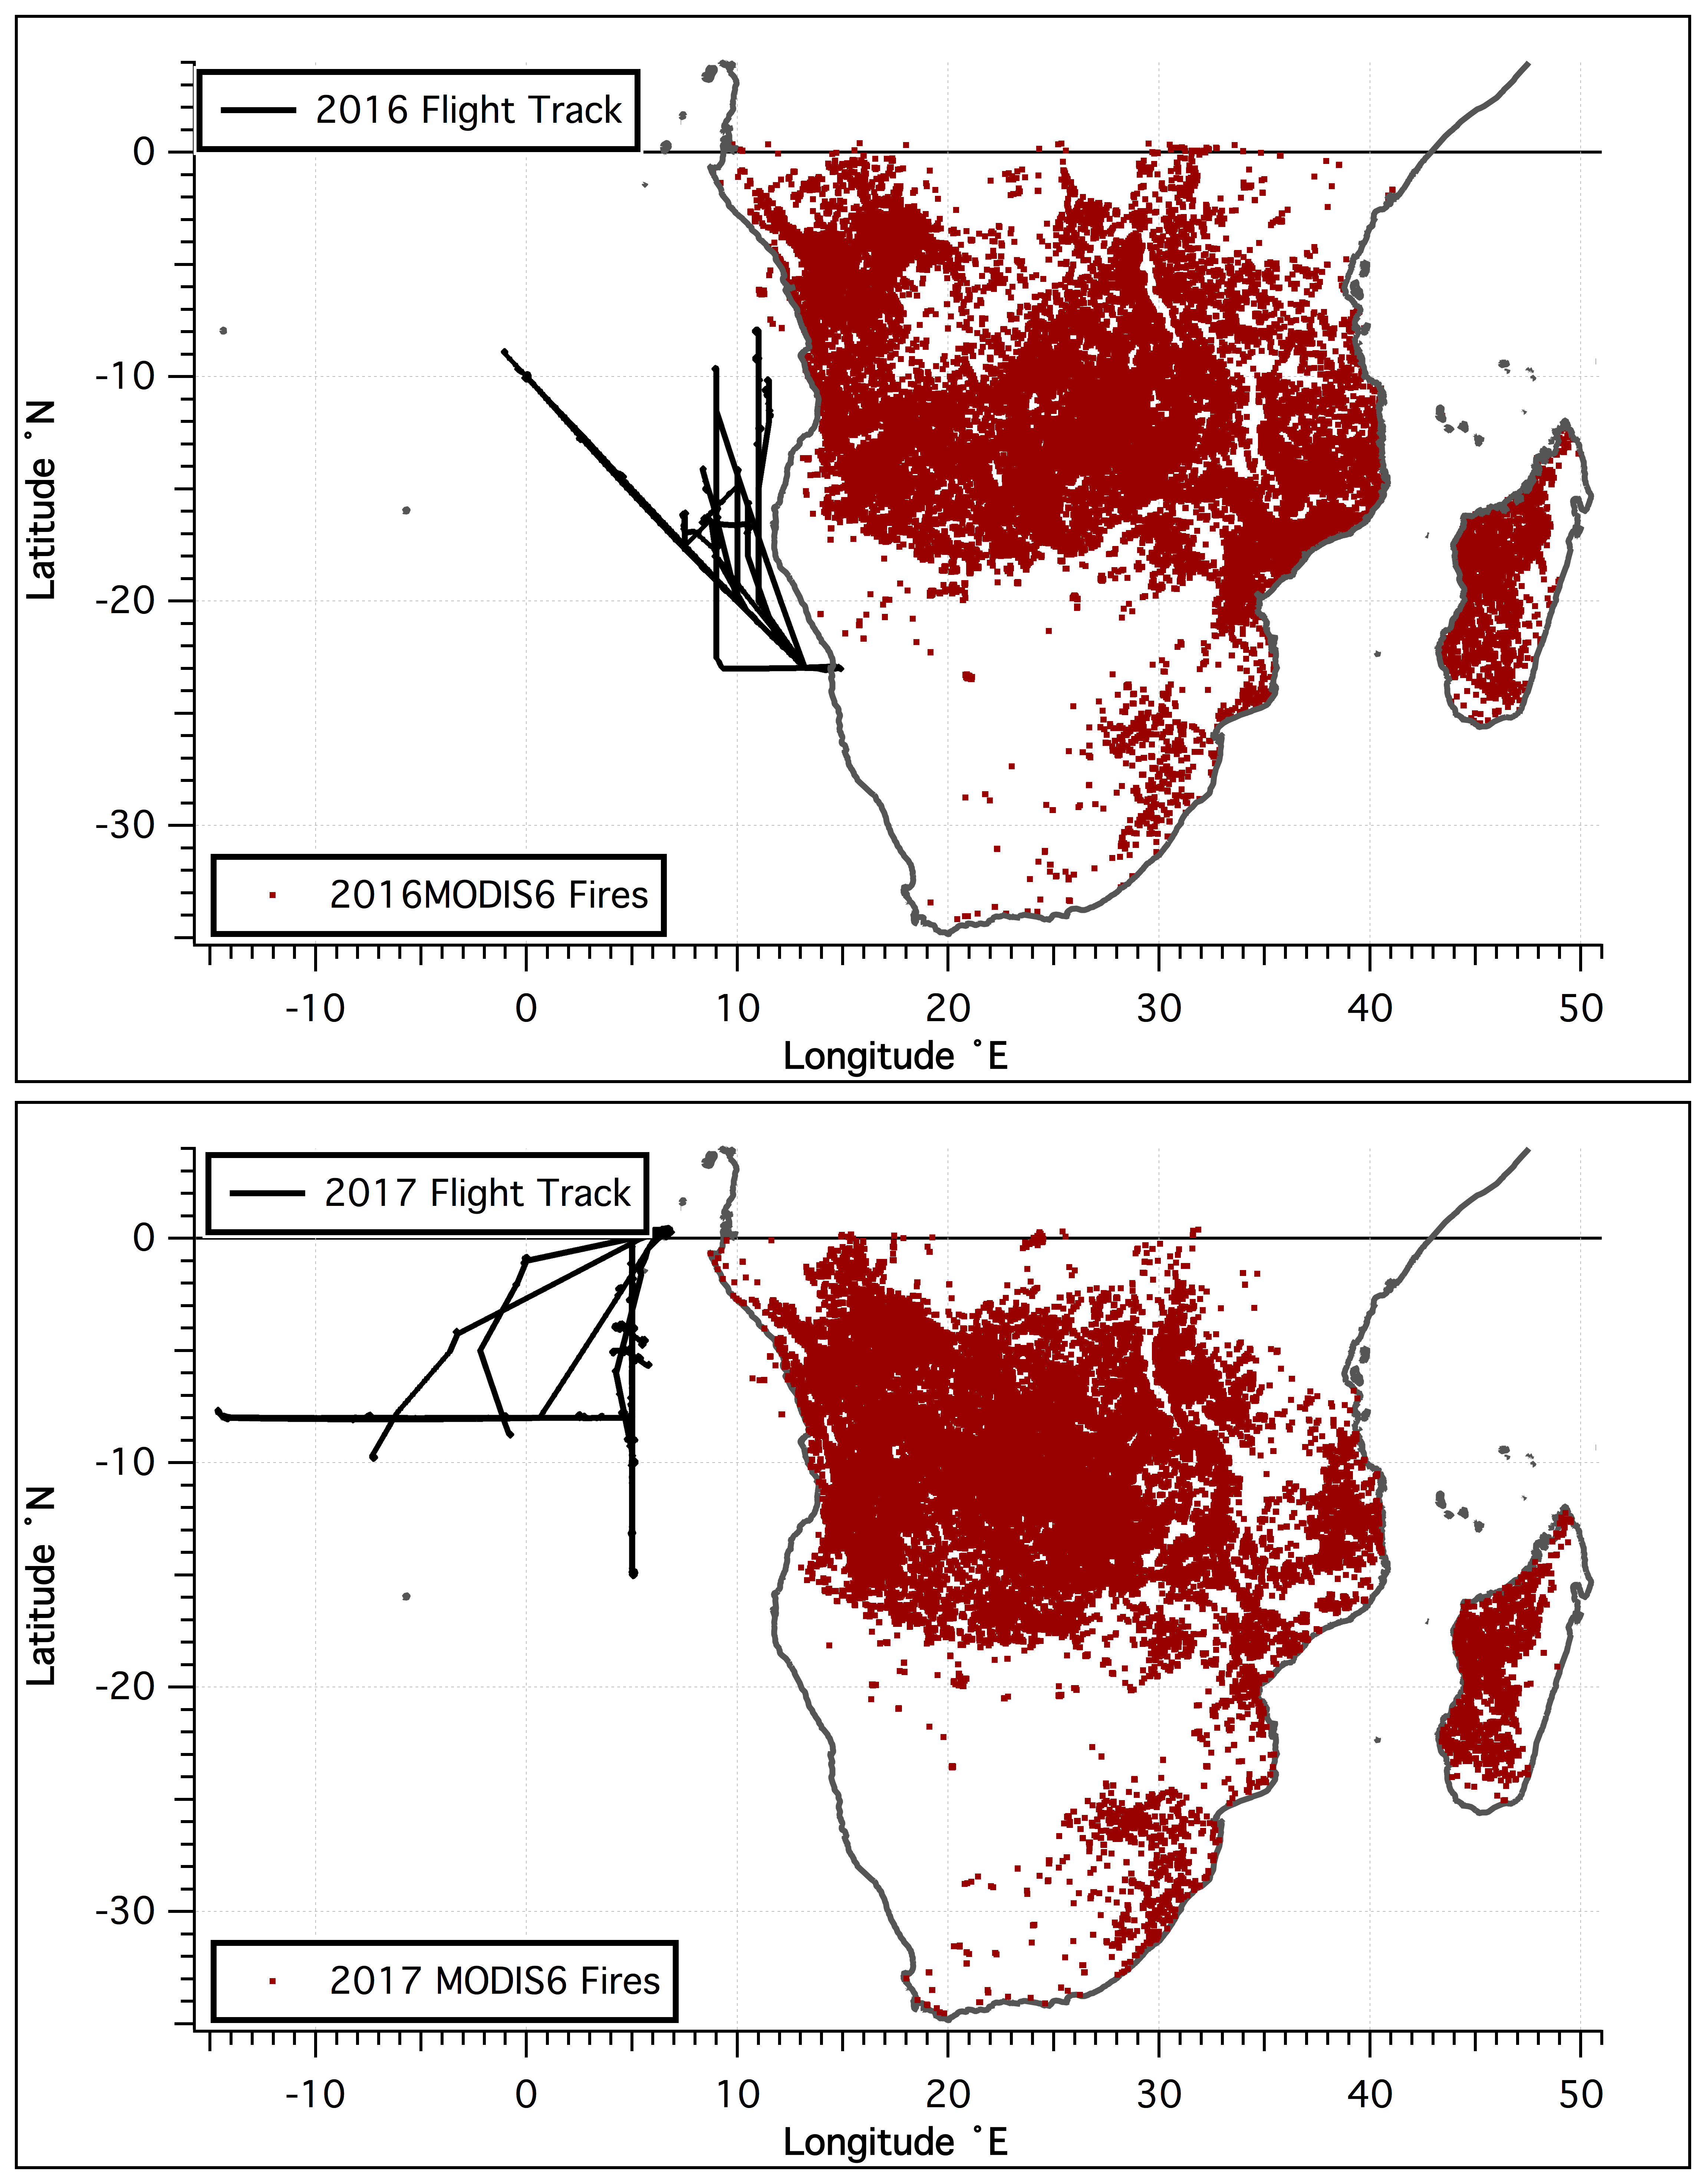 2016 Flight Track
0
-10
-20
-30
Latitude °N
2016MODIS6 Fires
-10 0 10 20 30 40 50
Longitude °E
2017 Flight Track
0
-10
-20
-30
Latitude °N
2017 MODIS6 Fires
-10 0 10 20 30 40 50
Longitude °E